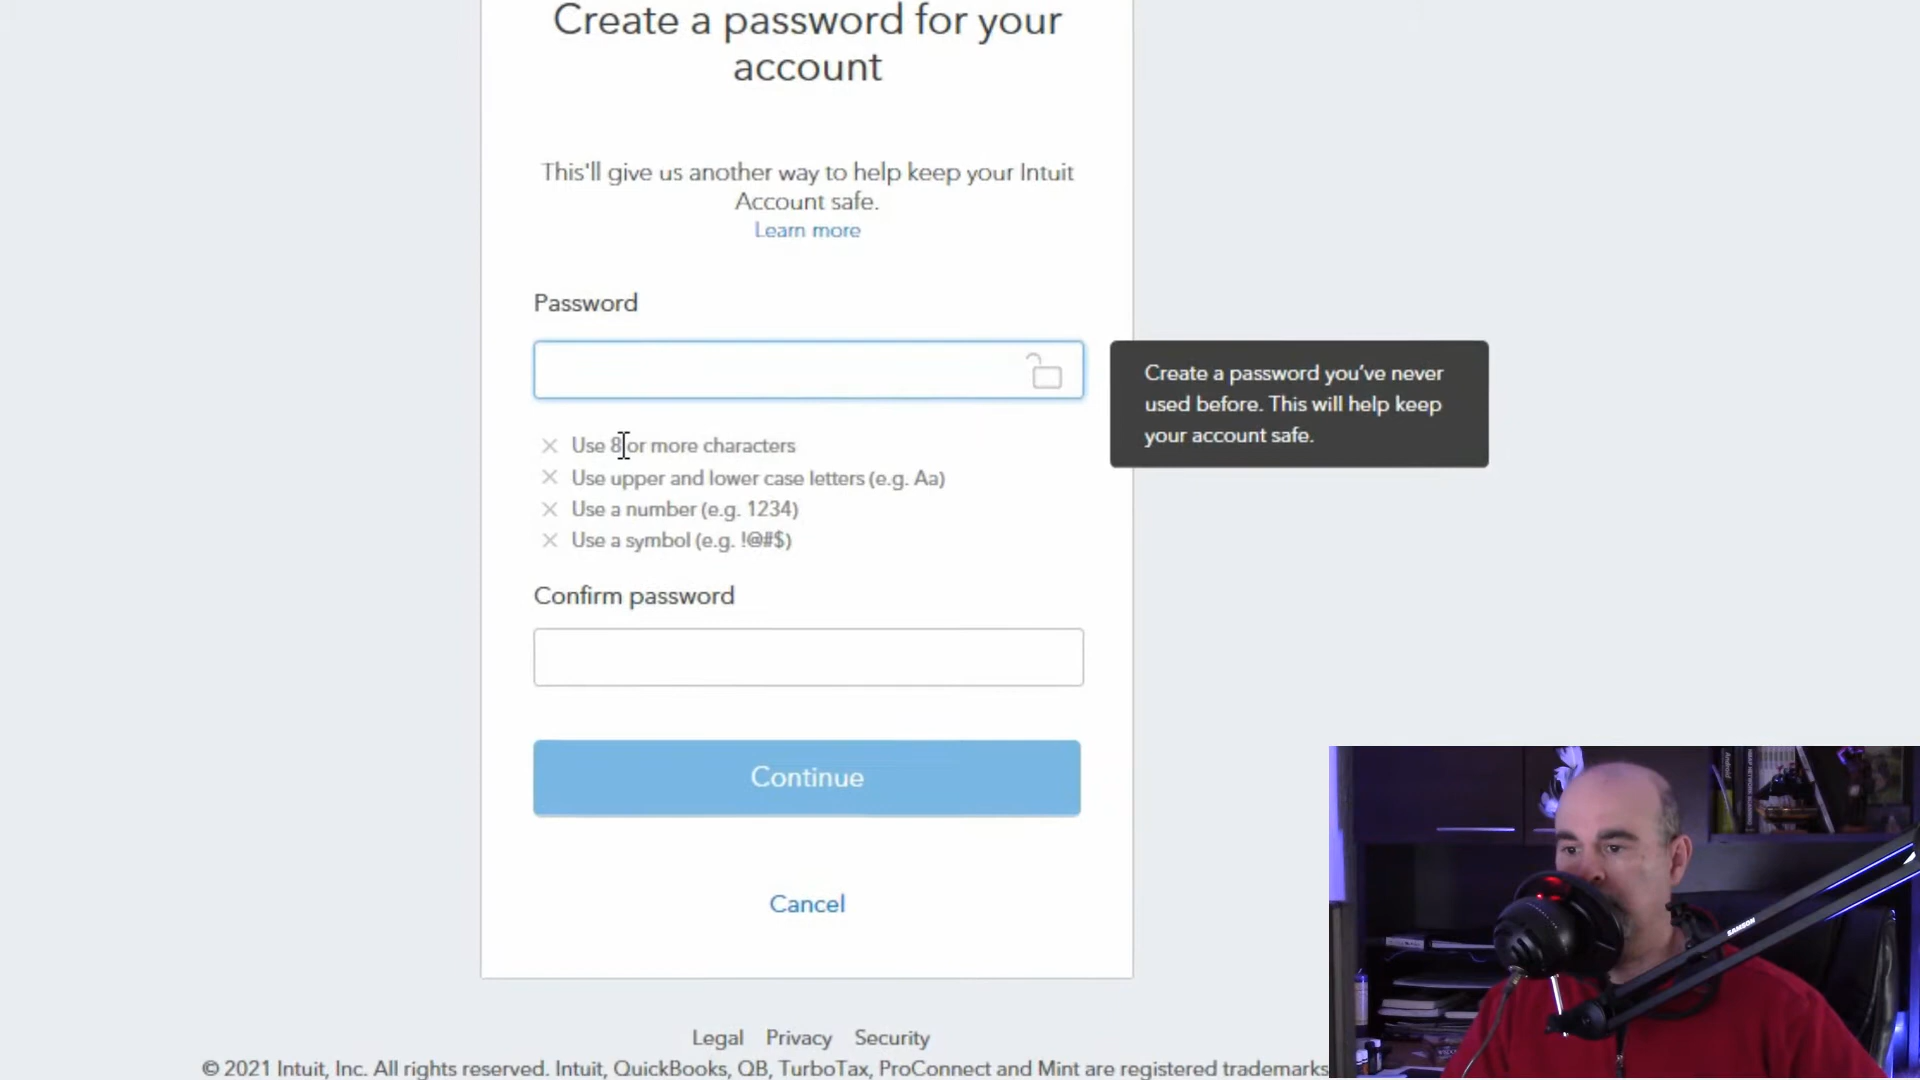 Create a password for your
account
This'll give us another way to help keep your Intuit
Account safe.
Learn more
Password
Create a password you've never
used before. This will help keep
your account safe.
Use 8 or more characters
Use upper and lower case letters (e.g. Aa)
Use a number (e.g. 1234)
Use a symbol (e.g. !@#$)
Confirm password
Continue
Cancel
Android
SAMSON
Legal Privacy Security
© 2021 Intuit, Inc. All rights reserved. Intuit, QuickBooks, QB, TurboTax, ProConnect and Mint are registered trademarks